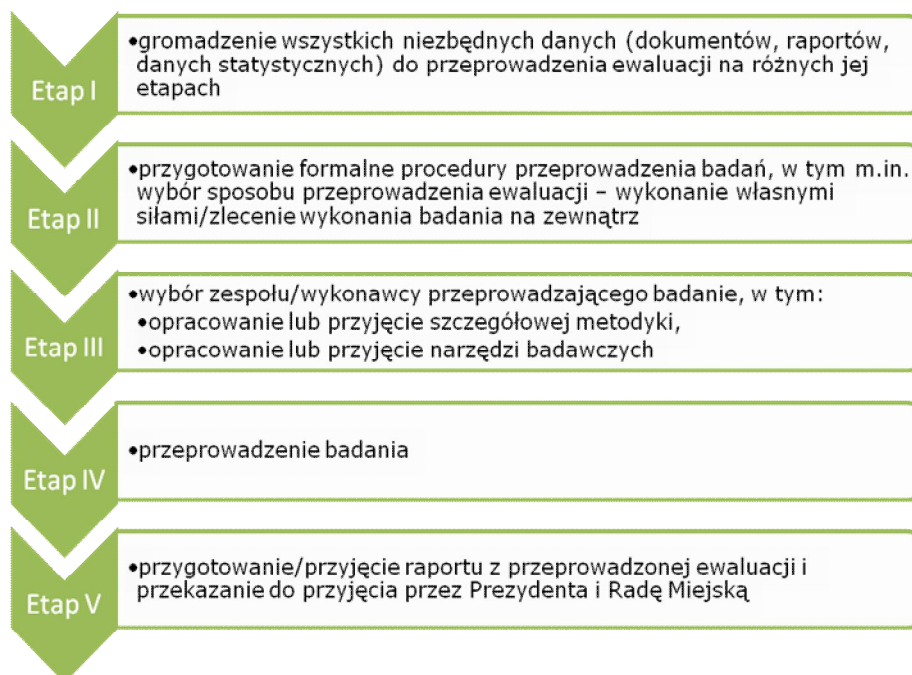 Etap I
•gromadzenie wszystkich niezbędnych danych (dokumentów, raportów,
danych statystycznych) do przeprowadzenia ewaluacji na różnych jej
etapach
Etap II
•przygotowanie formalne procedury przeprowadzenia badań, w tym m.in.
wybór sposobu przeprowadzenia ewaluacji – wykonanie własnymi
siłami/zlecenie wykonania badania na zewnątrz
Etap III
•wybór zespołu/wykonawcy przeprowadzającego badanie, w tym:
•opracowanie lub przyjęcie szczegółowej metodyki,
•opracowanie lub przyjęcie narzędzi badawczych
Etap IV
•przeprowadzenie badania
Etap V
•przygotowanie/przyjęcie raportu z przeprowadzonej ewaluacji i
przekazanie do przyjęcia przez Prezydenta i Radę Miejską